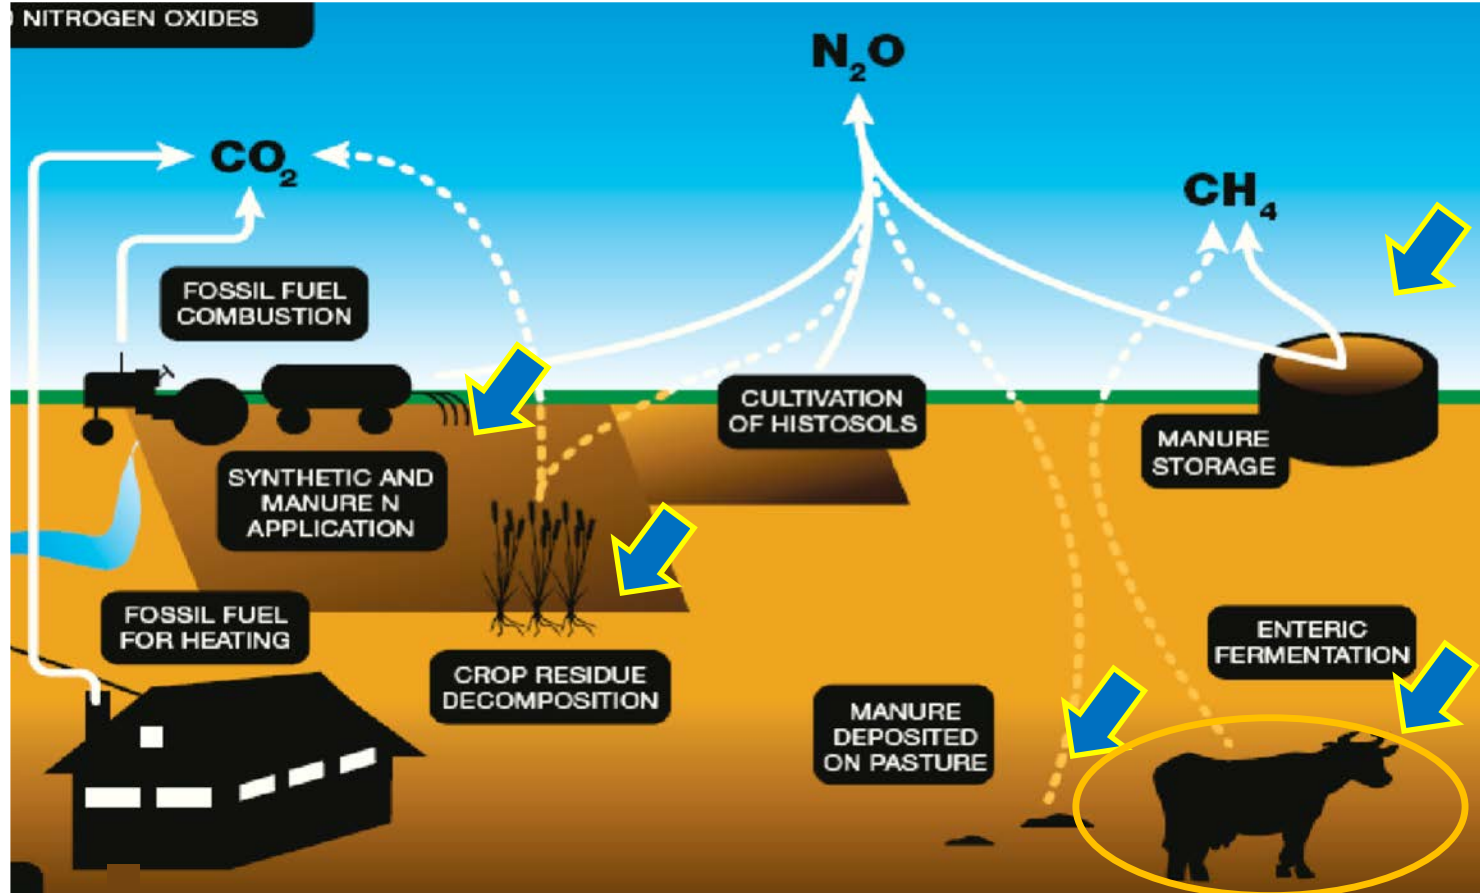 NITROGEN OXIDES
N₂O
CO₂
CH₄
FOSSIL FUEL
COMBUSTION
CULTIVATION
OF HISTOSOLS
MANURE
STORAGE
SYNTHETIC AND
MANURE N
APPLICATION
FOSSIL FUEL
FOR HEATING
CROP RESIDUE
DECOMPOSITION
ENTERIC
FERMENTATION
MANURE
DEPOSITED
ON PASTURE